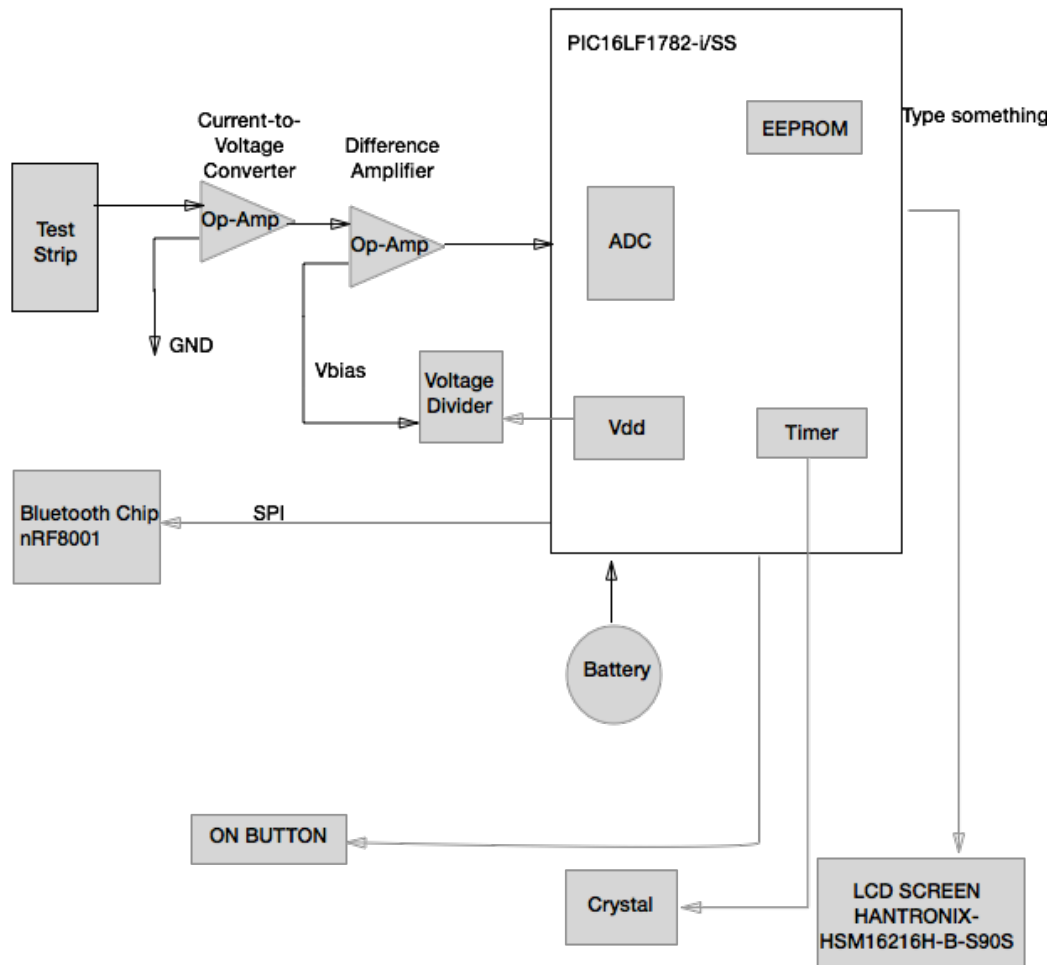 PIC16LF1782-i/SS
EEPROM
Type something
Current-to-
Voltage
Converter
Difference
Amplifier
Test
Strip
Op-Amp
Op-Amp
ADC
GND
Vbias
Voltage
Divider
Vdd
Timer
Bluetooth Chip
nRF8001
SPI
Battery
ON BUTTON
Crystal
LCD SCREEN
HANTRONIX-
HSM16216H-B-S90S